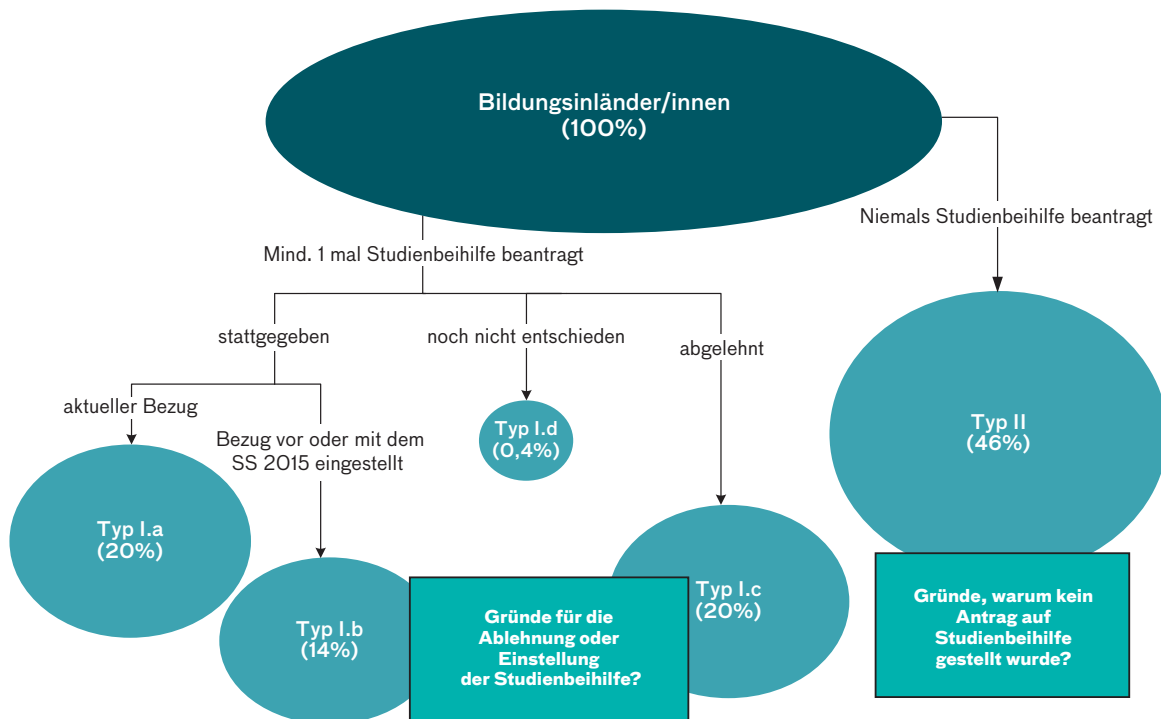 Bildungsinländer/innen
(100%)
Niemals Studienbeihilfe beantragt
Mind. 1 mal Studienbeihilfe beantragt
stattgegeben
noch nicht entschieden
abgelehnt
aktueller Bezug
Bezug vor oder mit dem
SS 2015 eingestellt
Typ I.d
(0,4%)
Typ II
(46%)
Typ I.a
(20%)
Typ I.b
(14%)
Gründe für die
Ablehnung oder
Einstellung
der Studienbeihilfe?
Typ I.c
(20%)
Gründe, warum kein
Antrag auf
Studienbeihilfe
gestellt wurde?